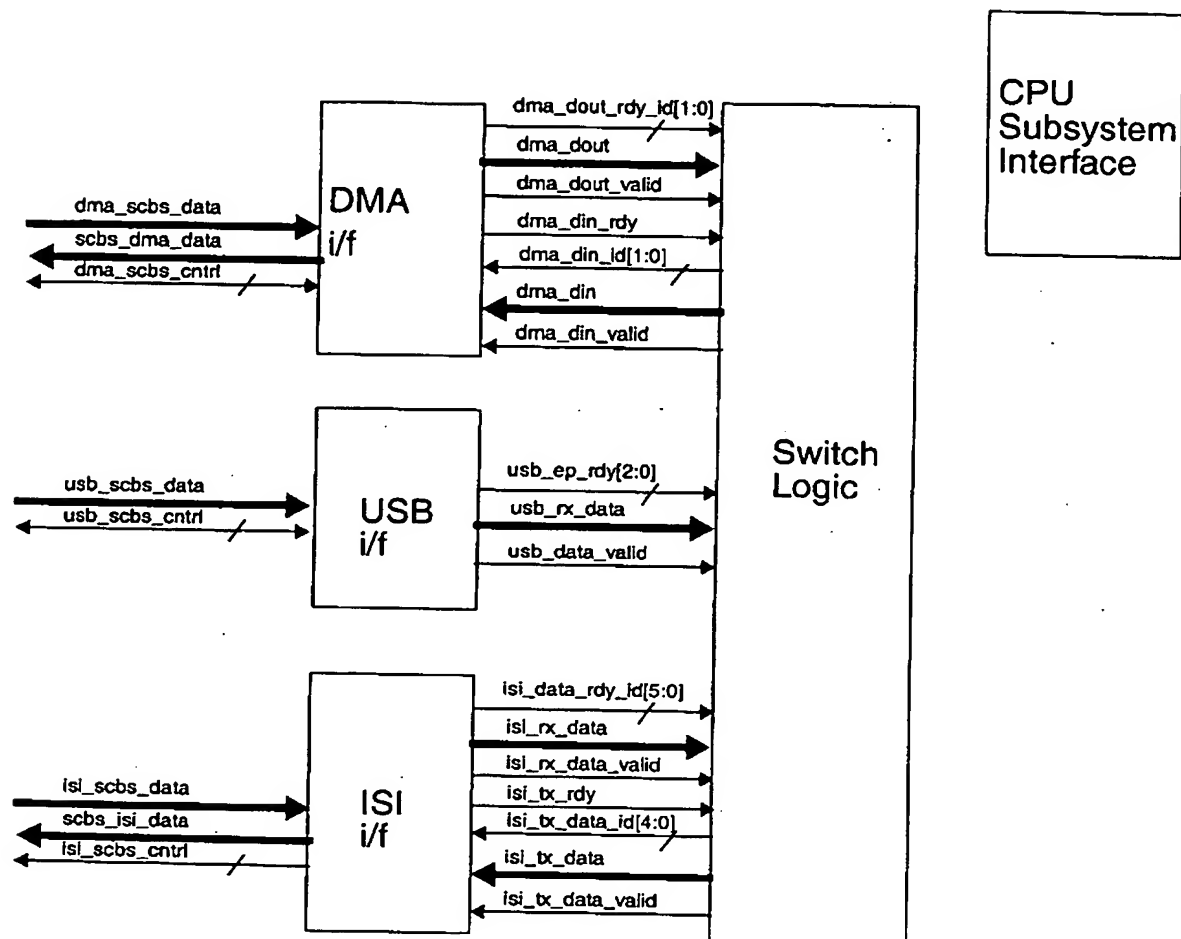 CPU
Subsystem
Interface
dma_dout_rdy_id[1:0]
dma_dout
dma_dout_valid
dma_din_rdy
dma_din_id[1:0]
dma_din
dma_din_valid
DMA
i/f
dma_scbs_data
scbs_dma_data
dma_scbs_cntrl
Switch
Logic
usb_ep_rdy[2:0]
usb_rx_data
usb_data_valid
usb_scbs_data
usb_scbs_cntrl
USB
i/f
isi_data_rdy_id[5:0]
isi_rx_data
isi_rx_data_valid
isi_tx_rdy
isi_tx_data_id[4:0]
isi_tx_data
isi_tx_data_valid
isi_scbs_data
scbs_isi_data
isi_scbs_cntrl
ISI
i/f